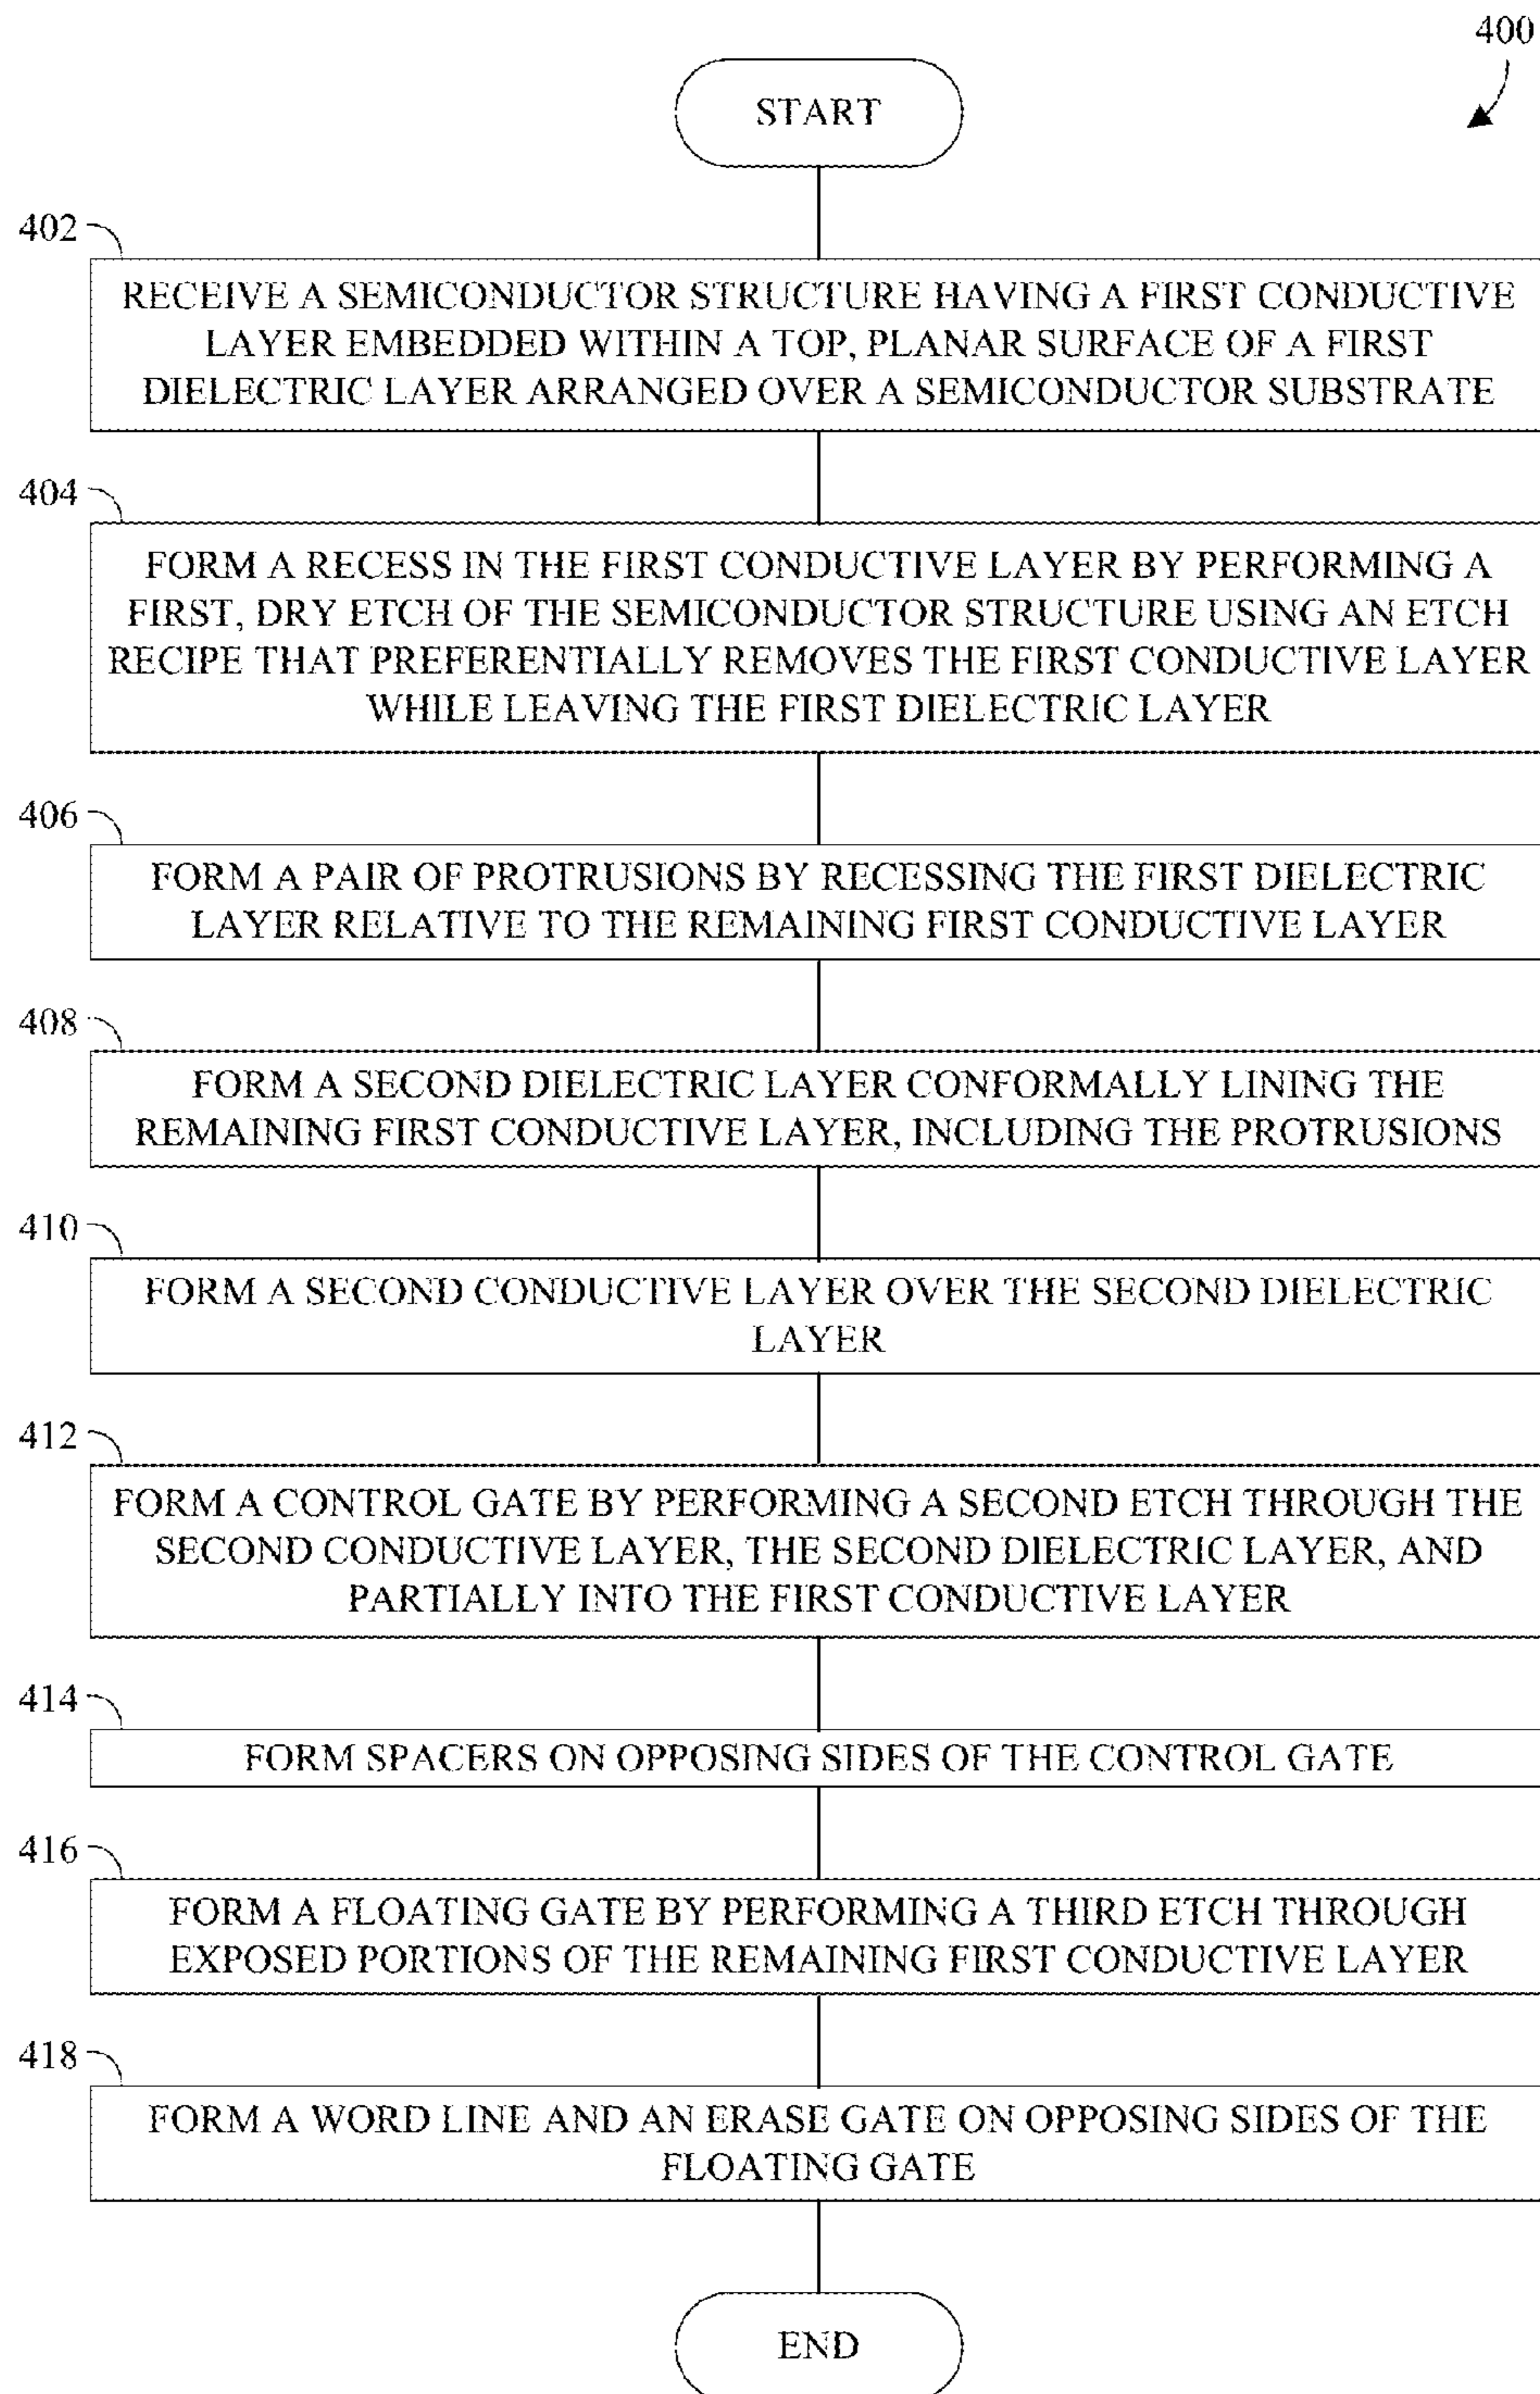 400
START
402
RECEIVE A SEMICONDUCTOR STRUCTURE HAVING A FIRST CONDUCTIVE
LAYER EMBEDDED WITHIN A TOP, PLANAR SURFACE OF A FIRST
DIELECTRIC LAYER ARRANGED OVER A SEMICONDUCTOR SUBSTRATE
404
FORM A RECESS IN THE FIRST CONDUCTIVE LAYER BY PERFORMING A
FIRST, DRY ETCH OF THE SEMICONDUCTOR STRUCTURE USING AN ETCH
RECIPE THAT PREFERENTIALLY REMOVES THE FIRST CONDUCTIVE LAYER
WHILE LEAVING THE FIRST DIELECTRIC LAYER
406
FORM A PAIR OF PROTRUSIONS BY RECESSING THE FIRST DIELECTRIC
LAYER RELATIVE TO THE REMAINING FIRST CONDUCTIVE LAYER
408
FORM A SECOND DIELECTRIC LAYER CONFORMALLY LINING THE
REMAINING FIRST CONDUCTIVE LAYER, INCLUDING THE PROTRUSIONS
410
FORM A SECOND CONDUCTIVE LAYER OVER THE SECOND DIELECTRIC
LAYER
412
FORM A CONTROL GATE BY PERFORMING A SECOND ETCH THROUGH THE
SECOND CONDUCTIVE LAYER, THE SECOND DIELECTRIC LAYER, AND
PARTIALLY INTO THE FIRST CONDUCTIVE LAYER
414
FORM SPACERS ON OPPOSING SIDES OF THE CONTROL GATE
416
FORM A FLOATING GATE BY PERFORMING A THIRD ETCH THROUGH
EXPOSED PORTIONS OF THE REMAINING FIRST CONDUCTIVE LAYER
418
FORM A WORD LINE AND AN ERASE GATE ON OPPOSING SIDES OF THE
FLOATING GATE
END